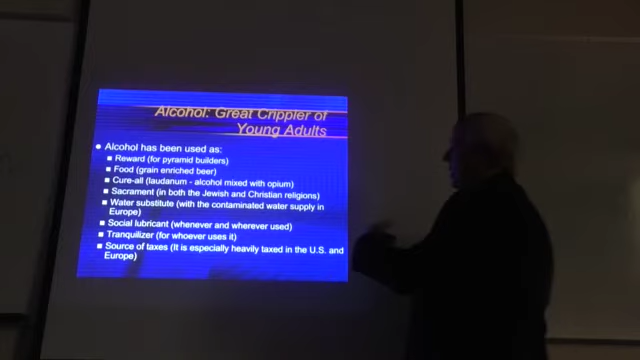 Alcohol: Great Crippler of
Young Adults
Alcohol has been used as:
Reward (for pyramid builders)
Food (grain enriched beer)
Cure-all (laudanum - alcohol mixed with opium)
Sacrament (in both the Jewish and Christian religions)
Water substitute (with the contaminated water supply in
Europe)
Social lubricant (whenever and wherever used)
Tranquilizer (for whoever uses it)
Source of taxes (It is especially heavily taxed in the U.S. and
Europe)